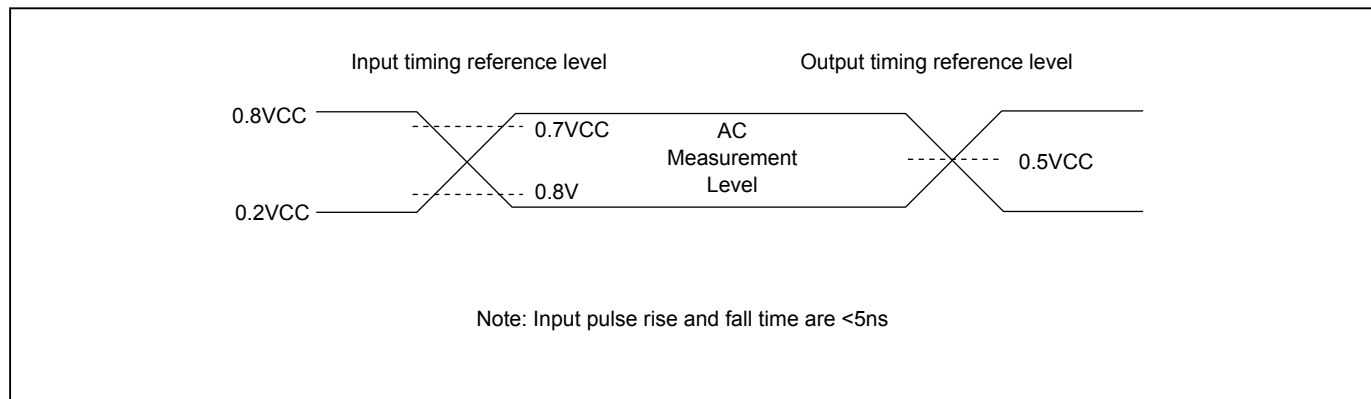 Input timing reference level
Output timing reference level
0.8VCC
0.7VCC
AC
Measurement
Level
0.5VCC
0.8V
0.2VCC
Note: Input pulse rise and fall time are <5ns